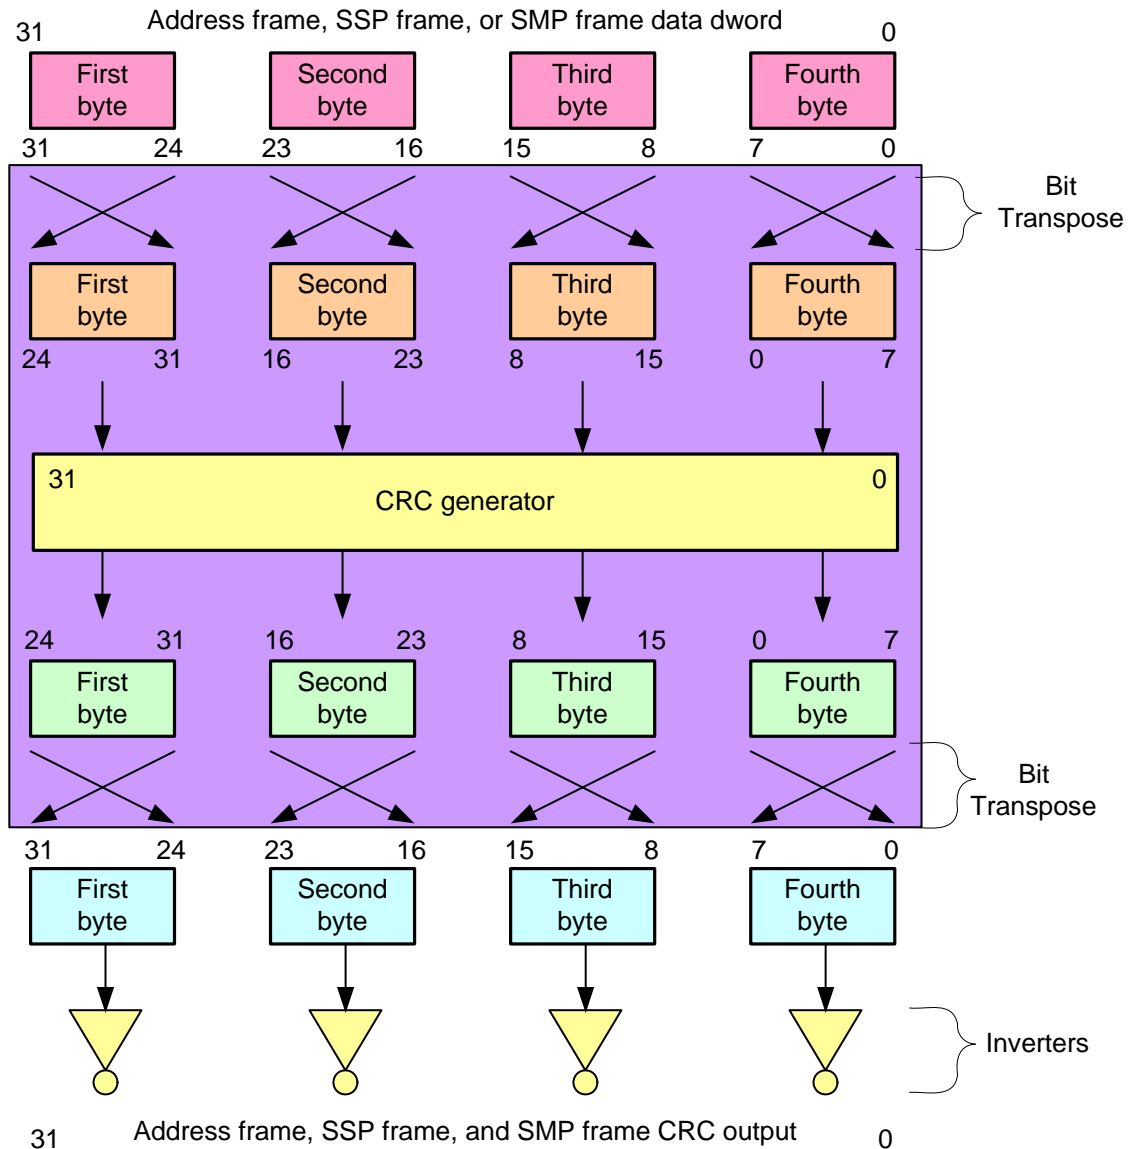 Address frame, SSP frame, or SMP frame data dword
31 0
First byte Second byte Third byte Fourth byte
31 24 23 16 15 8 7 0
Bit Transpose
First byte Second byte Third byte Fourth byte
24 31 16 23 8 15 0 7
31 CRC generator 0
24 31 16 23 8 15 0 7
First byte Second byte Third byte Fourth byte
Bit Transpose
31 24 23 16 15 8 7 0
First byte Second byte Third byte Fourth byte
Inverters
Address frame, SSP frame, and SMP frame CRC output
31 0